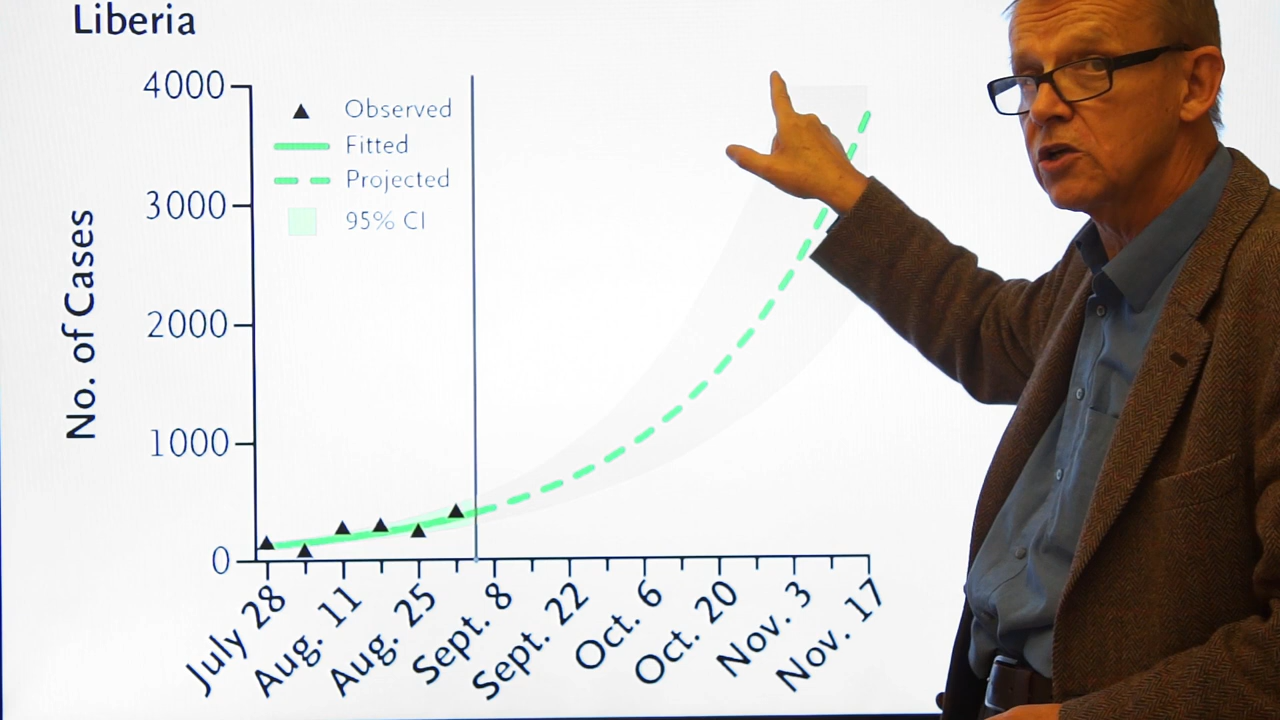 Liberia
No. of Cases
4000
3000
2000
1000
0
Observed
Fitted
Projected
95% CI
July 28
Aug. 11
Aug. 25
Sept. 8
Sept. 22
Oct. 6
Oct. 20
Nov. 3
Nov. 17